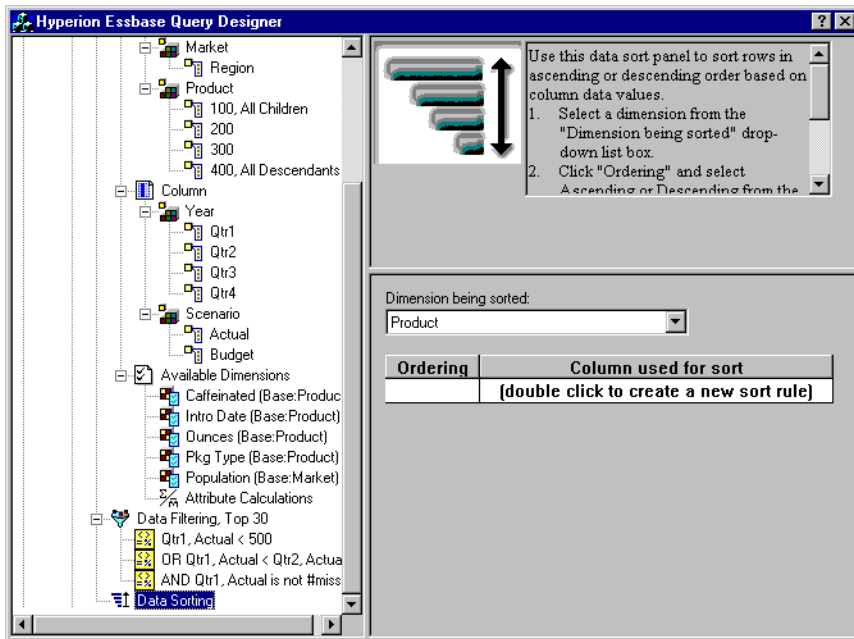 Hyperion Essbase Query Designer
Market
Region
Product
100, All Children
200
300
400, All Descendants
Column
Year
Qtr1
Qtr2
Qtr3
Qtr4
Scenario
Actual
Budget
Available Dimensions
Caffeinated (Base:Produc
Intro Date (Base:Product)
Ounces (Base:Product)
Pkg Type (Base:Product)
Population (Base:Market)
Attribute Calculations
Data Filtering, Top 30
Qtr1, Actual < 500
OR Qtr1, Actual < Qtr2, Actua
AND Qtr1, Actual is not #miss
Data Sorting
Use this data sort panel to sort rows in
ascending or descending order based on
column data values.
1. Select a dimension from the
"Dimension being sorted" drop-
down list box.
2. Click "Ordering" and select
Ascending or Descending from the
Dimension being sorted:
Product
Ordering Column used for sort
(double click to create a new sort rule)